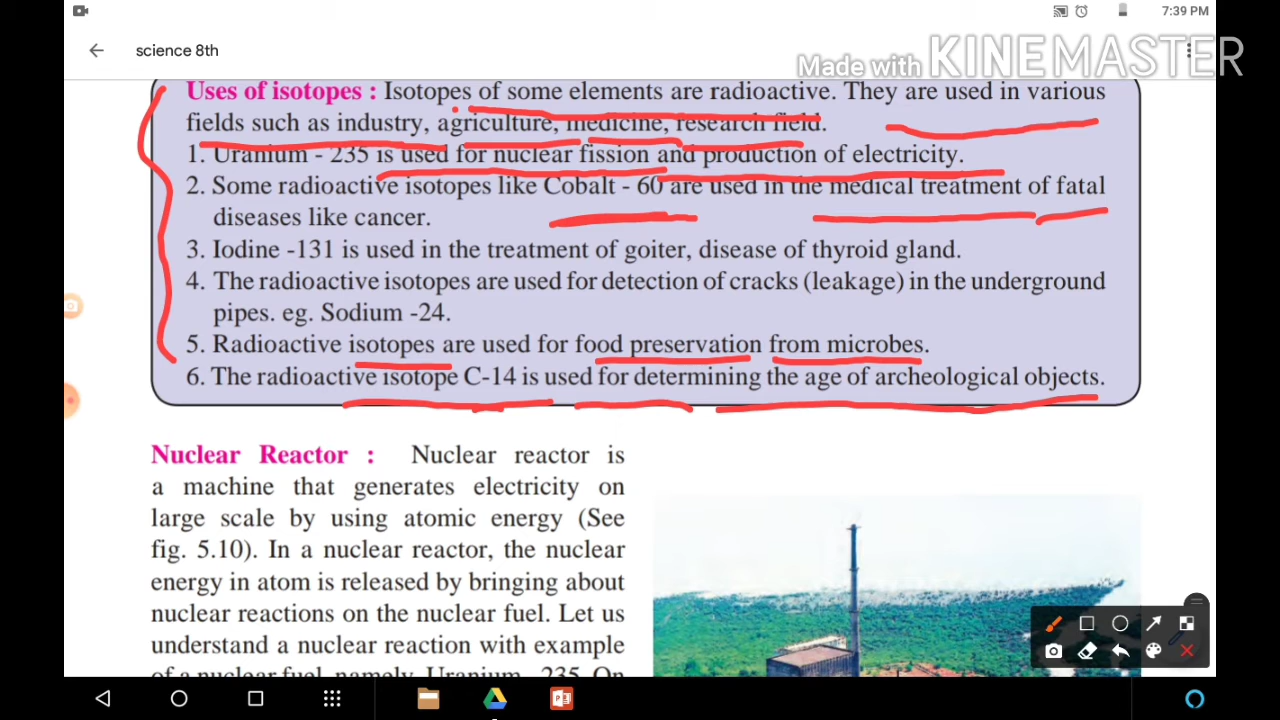 7:39 PM
science 8th
Made with KINEMASTER
Uses of isotopes : Isotopes of some elements are radioactive. They are used in various
fields such as industry, agriculture, medicine, research field.
1. Uranium - 235 is used for nuclear fission and production of electricity.
2. Some radioactive isotopes like Cobalt - 60 are used in the medical treatment of fatal
diseases like cancer.
3. Iodine -131 is used in the treatment of goiter, disease of thyroid gland.
4. The radioactive isotopes are used for detection of cracks (leakage) in the underground
pipes. eg. Sodium -24.
5. Radioactive isotopes are used for food preservation from microbes.
6. The radioactive isotope C-14 is used for determining the age of archeological objects.
Nuclear Reactor : Nuclear reactor is
a machine that generates electricity on
large scale by using atomic energy (See
fig. 5.10). In a nuclear reactor, the nuclear
energy in atom is released by bringing about
nuclear reactions on the nuclear fuel. Let us
understand a nuclear reaction with example
of a nuclear fuel, namely Uranium - 235. On